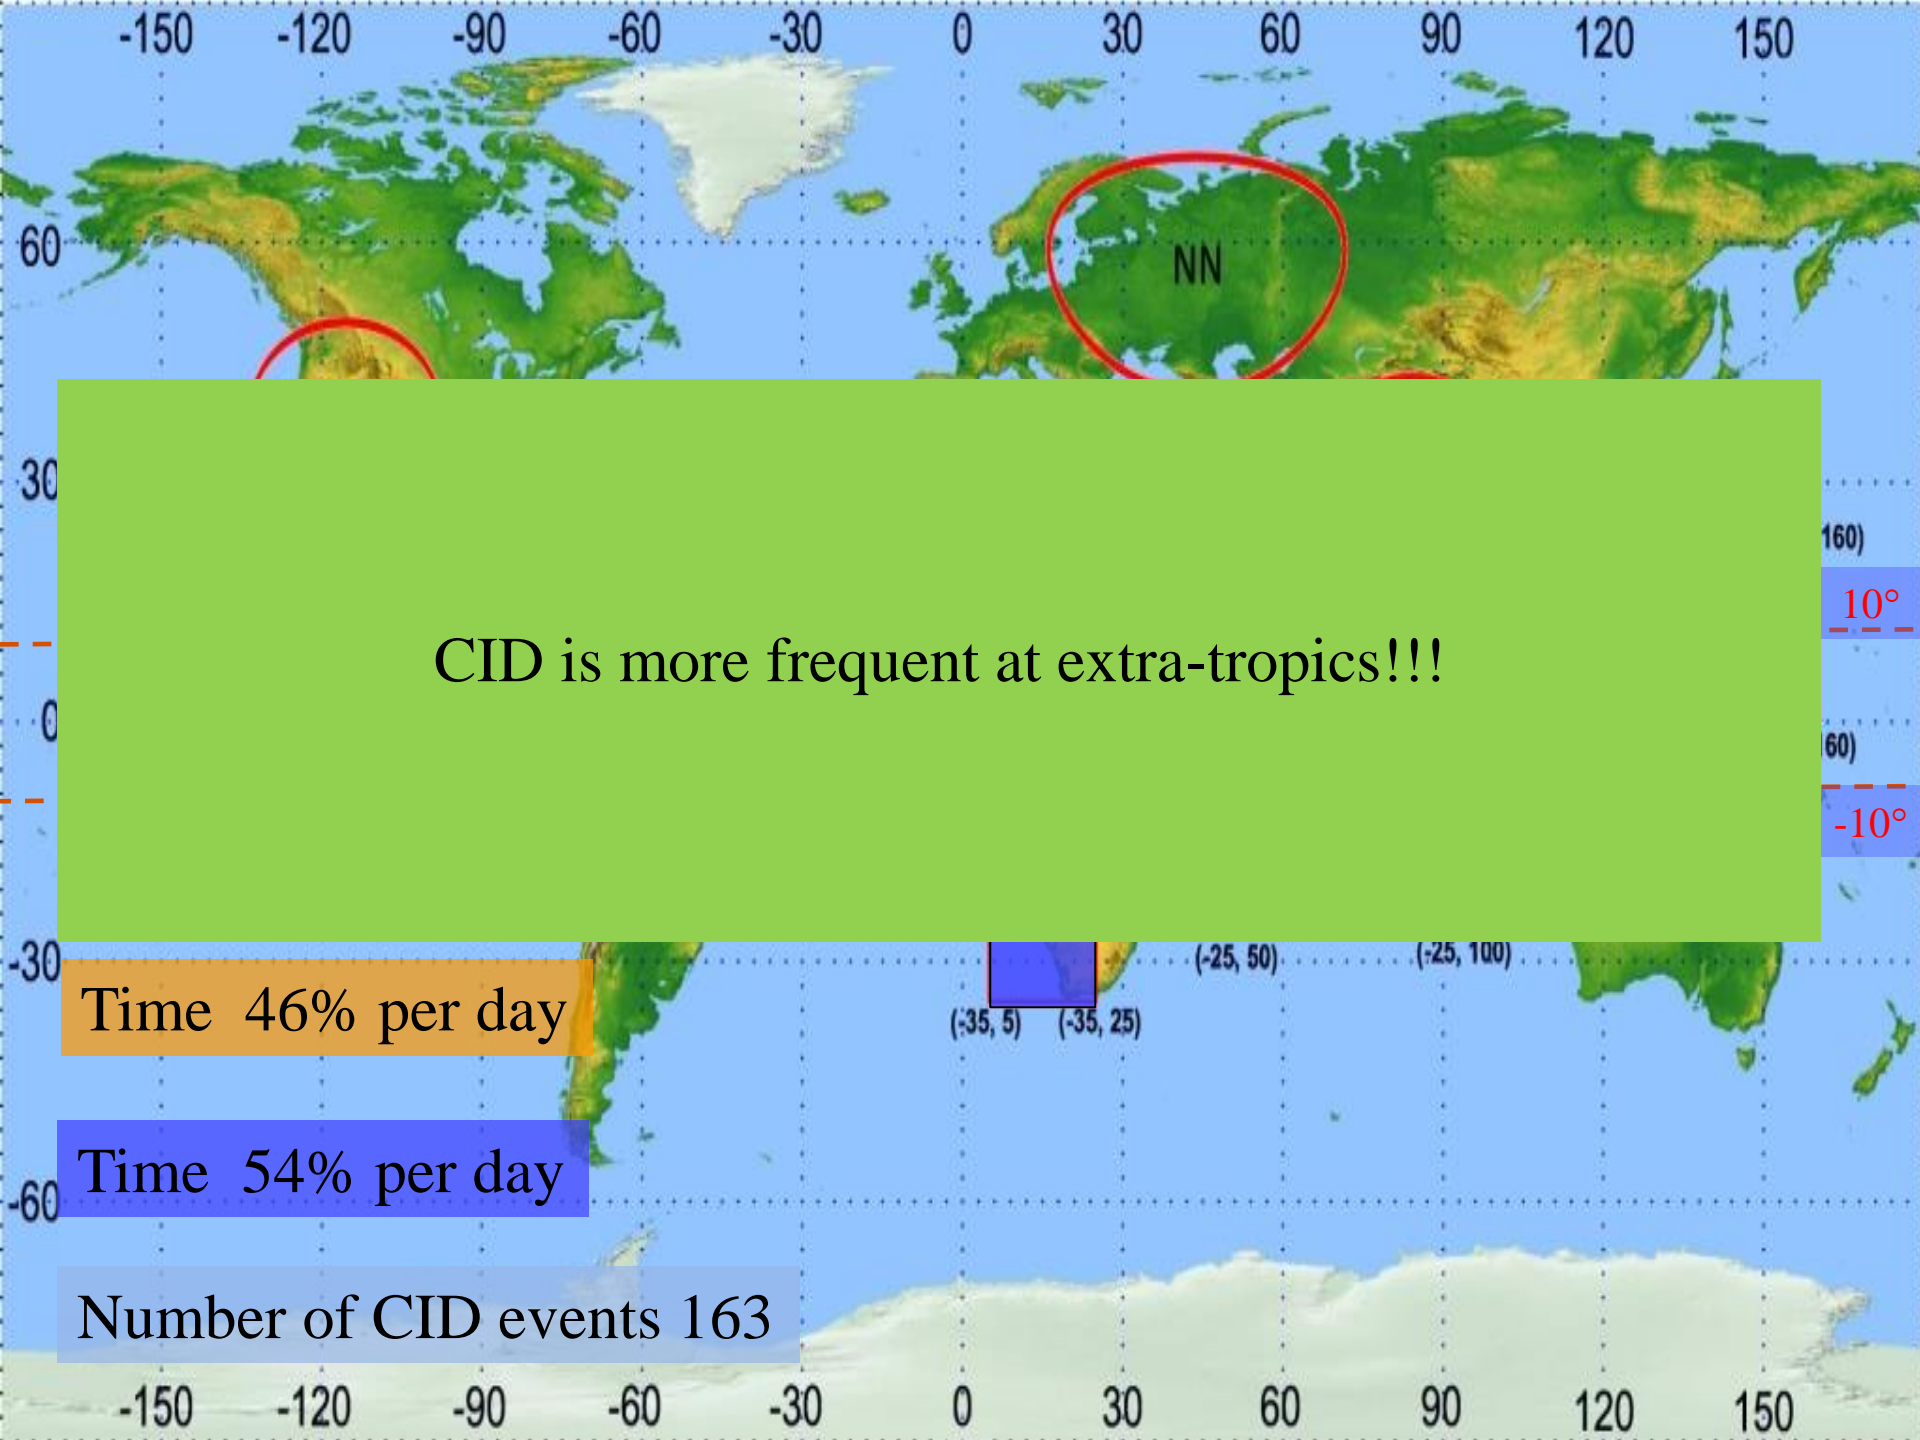 -150 -120 -90 -60 -30 0 30 60 90 120 150
60
NN
30
160)
10°
CID is more frequent at extra-tropics!!!
0
60)
-10°
-30
(-25, 50) (-25, 100)
Time 46% per day
(-35, 5) (-35, 25)
Time 54% per day
-60
Number of CID events 163
-150 -120 -90 -60 -30 0 30 60 90 120 150